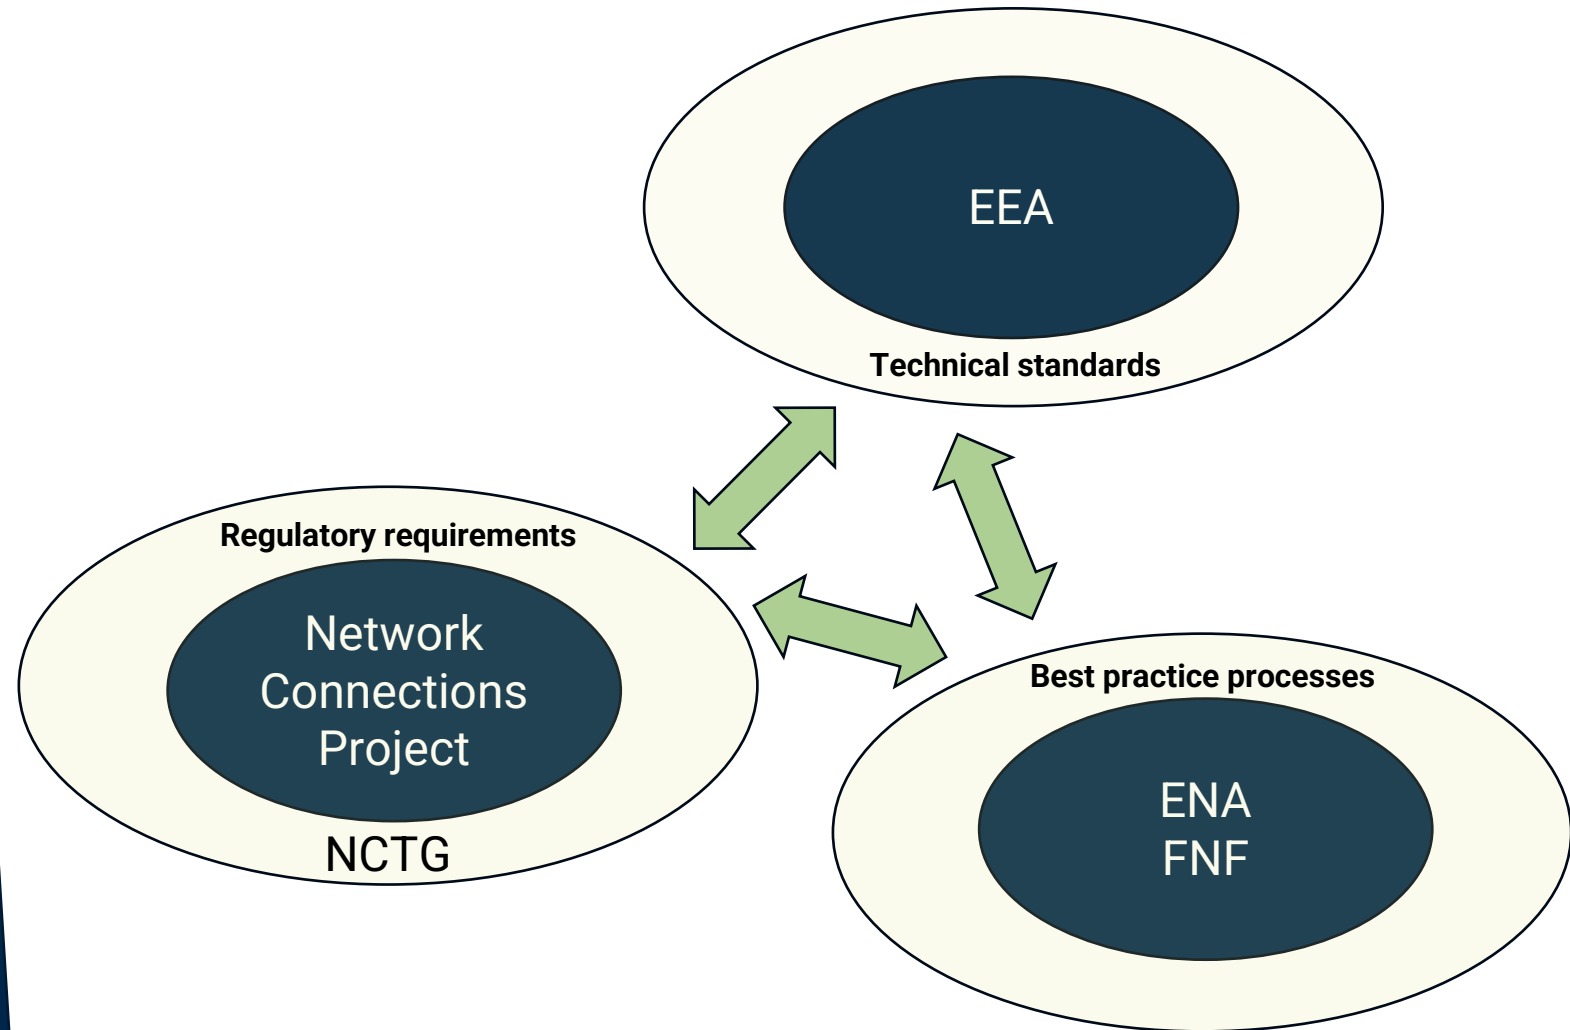 EEA
Technical standards
Regulatory requirements
Network
Connections
Project
NCTG
Best practice processes
ENA
FNF